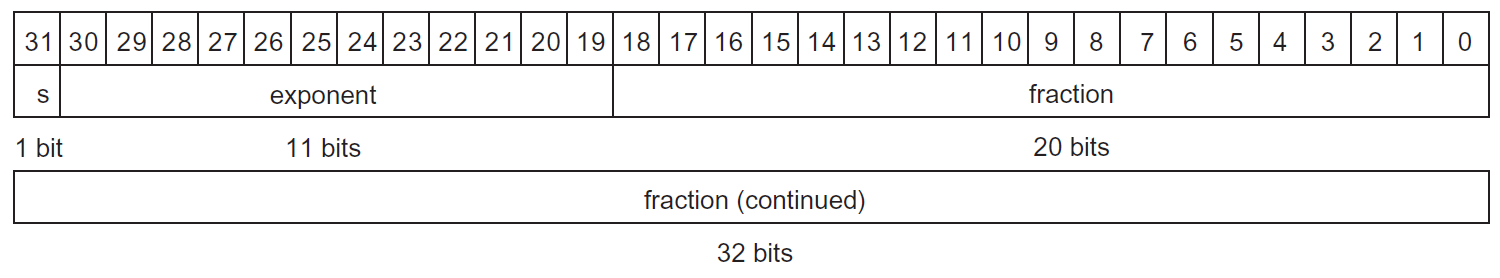 31 30 29 28 27 26 25 24 23 22 21 20 19 18 17 16 15 14 13 12 11 10 9 8 7 6 5 4 3 2 1 0
s exponent fraction
1 bit 11 bits 20 bits
fraction (continued)
32 bits